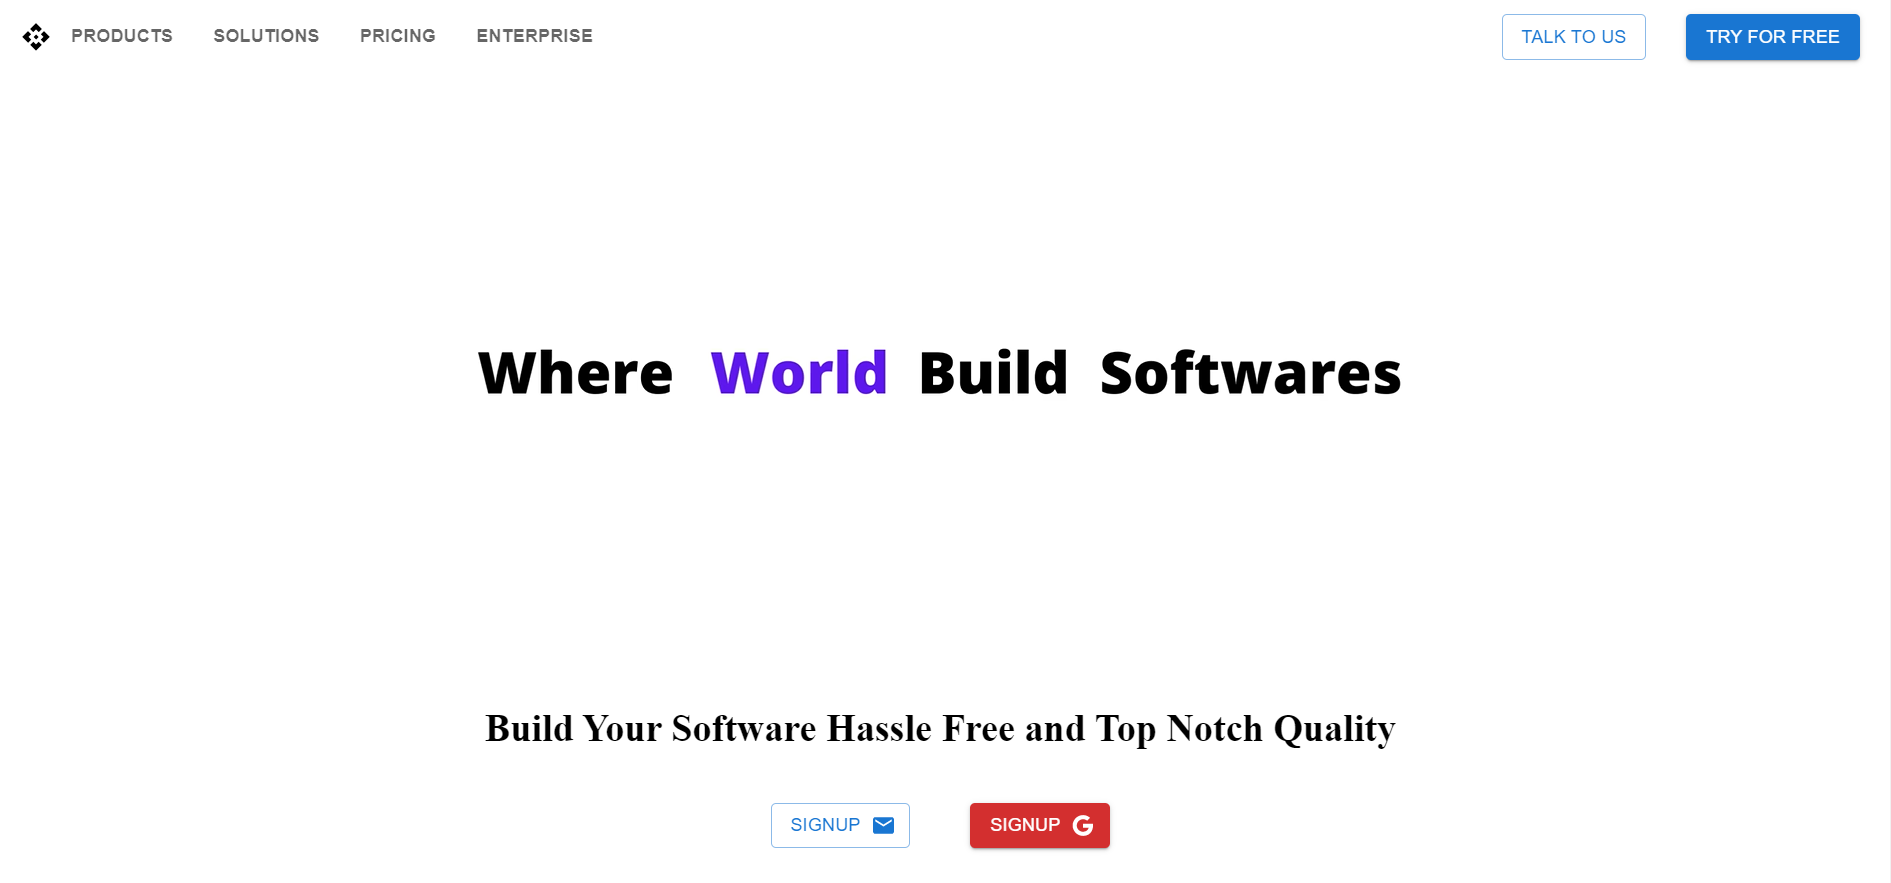 PRODUCTS SOLUTIONS PRICING ENTERPRISE TALK TO US TRY FOR FREE
Where World Build Softwares
Build Your Software Hassle Free and Top Notch Quality
SIGNUP SIGNUP G